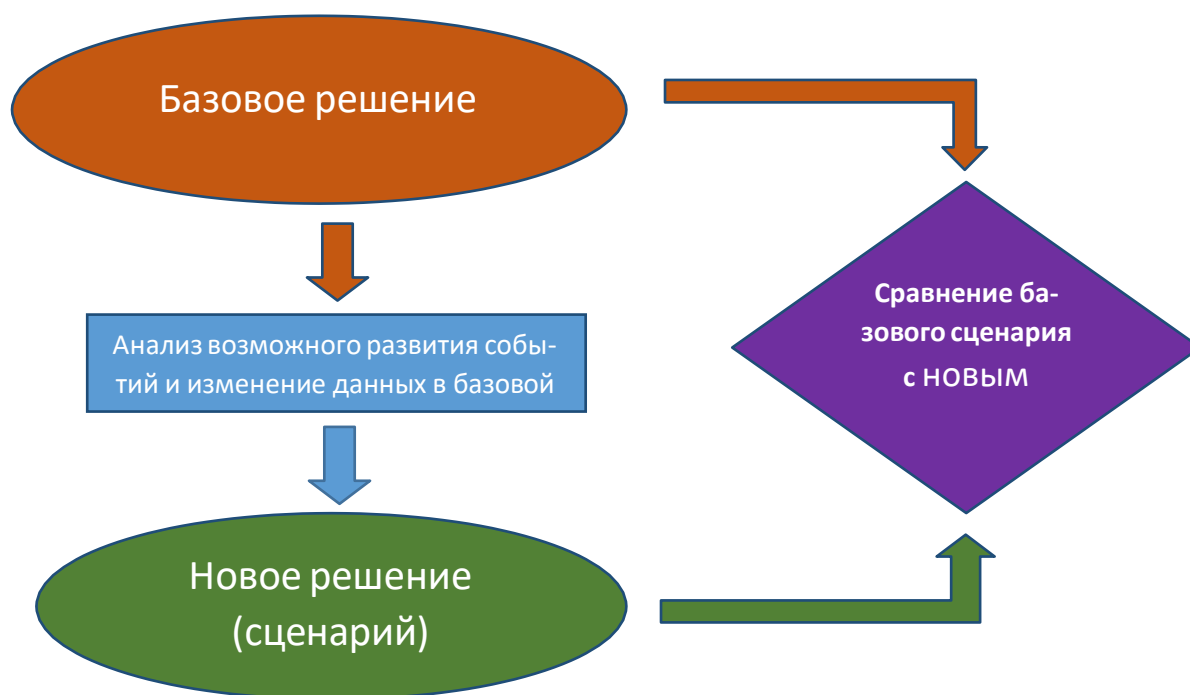 Базовое решение
Анализ возможного развития собы-
тий и изменение данных в базовой
Сравнение ба-
зового сценария
с новым
Новое решение
(сценарий)